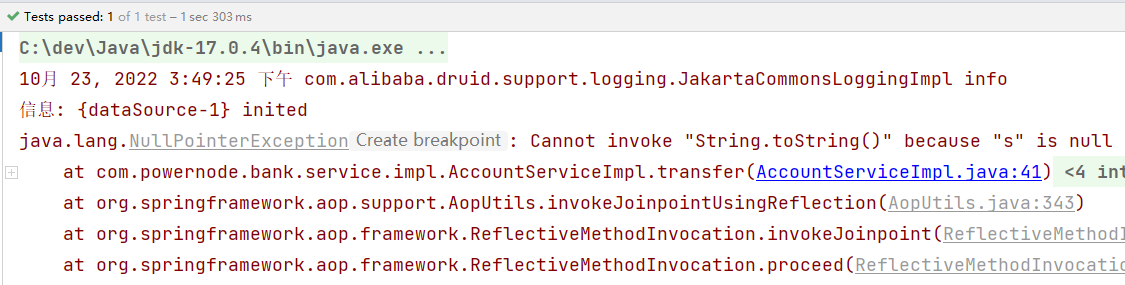 Tests passed: 1 of 1 test – 1 sec 303 ms
C:\dev\Java\jdk-17.0.4\bin\java.exe ...
10月 23, 2022 3:49:25 下午 com.alibaba.druid.support.logging.JakartaCommonsLoggingImpl info
信息: {dataSource-1} inited
java.lang.NullPointerException Create breakpoint : Cannot invoke "String.toString()" because "s" is null
at com.powernode.bank.service.impl.AccountServiceImpl.transfer(AccountServiceImpl.java:41) <4 int
at org.springframework.aop.support.AopUtils.invokeJoinpointUsingReflection(AopUtils.java:343)
at org.springframework.aop.framework.ReflectiveMethodInvocation.invokeJoinpoint(ReflectiveMethodI
at org.springframework.aop.framework.ReflectiveMethodInvocation.proceed(ReflectiveMethodInvocatio